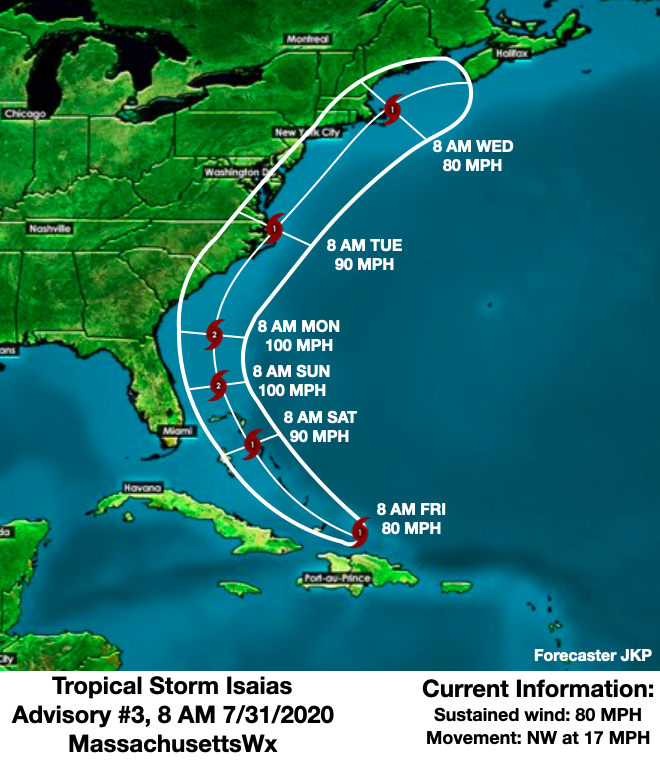 Montreal
Halifax
Chicago
1
New York City
8 AM WED
80 MPH
Washington D
Nashville
1
8 AM TUE
90 MPH
2
8 AM MON
100 MPH
ans
2
8 AM SUN
100 MPH
Miami
1
8 AM SAT
90 MPH
Havana
8 AM FRI
80 MPH
1
da
Port-au-Prince
City
Forecaster JKP
Tropical Storm Isaias
Advisory #3, 8 AM 7/31/2020
MassachusettsWx
Current Information:
Sustained wind: 80 MPH
Movement: NW at 17 MPH